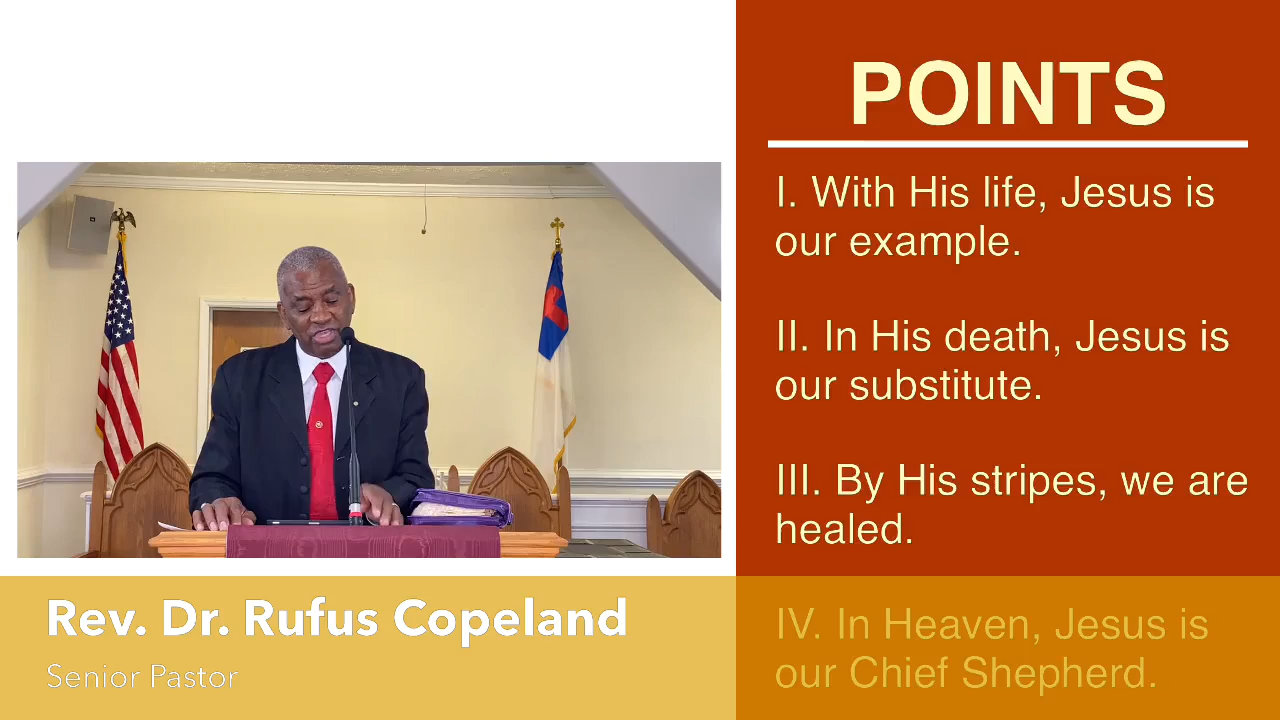 POINTS
I. With His life, Jesus is
our example.
II. In His death, Jesus is
our substitute.
III. By His stripes, we are
healed.
IV. In Heaven, Jesus is
our Chief Shepherd.
Rev. Dr. Rufus Copeland
Senior Pastor